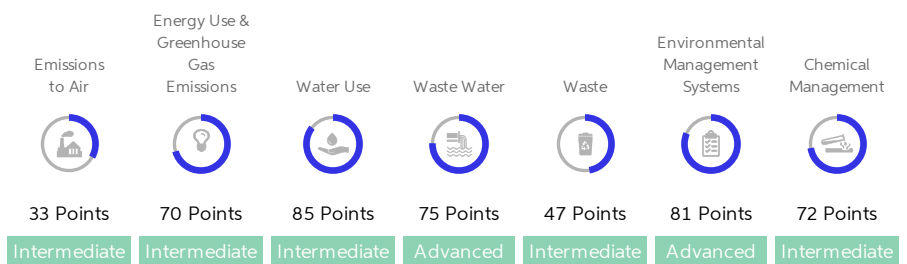 Emissions
to Air
Energy Use &
Greenhouse
Gas
Emissions
Water Use
Waste Water
Waste
Environmental
Management
Systems
Chemical
Management
33 Points
70 Points
85 Points
75 Points
47 Points
81 Points
72 Points
Intermediate
Intermediate
Intermediate
Advanced
Intermediate
Advanced
Intermediate